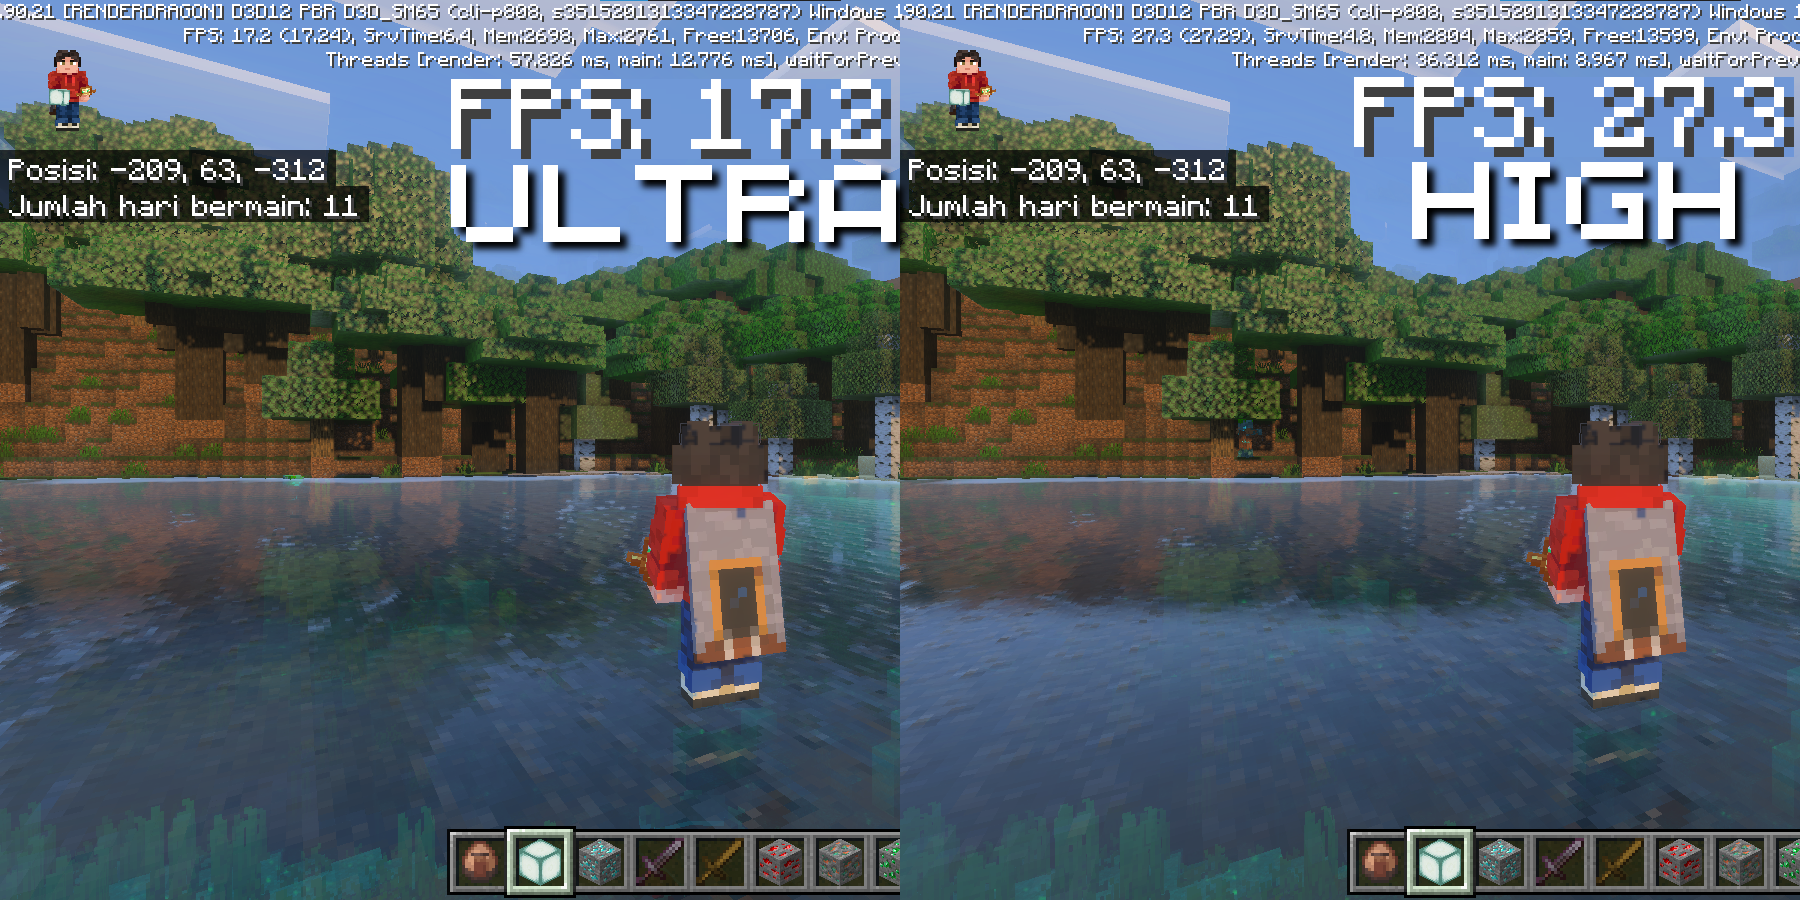 .90.21 [RENDERDRAGON] D3D12 PBR D3D_SM65 (cli-p808, s3515201313347228787) Windows 1
FPS: 17.2 (17.24), SrvTime:6.4, Mem:2698, Max:2761, Free:13706, Env: Proc
Threads [render: 57.826 ms, main: 12.776 ms], waitForPrev
FPS: 17.2
ULTRA
Posisi: -209, 63, -312
Jumlah hari bermain: 11
90.21 [RENDERDRAGON] D3D12 PBR D3D_SM65 (cli-p808, s3515201313347228787) Windows 1
FPS: 27.3 (27.29), SrvTime:4.8, Mem:2804, Max:2859, Free:13599, Env: Proc
Threads [render: 36.312 ms, main: 8.967 ms], waitForPrev
FPS: 27.3
HIGH
Posisi: -209, 63, -312
Jumlah hari bermain: 11